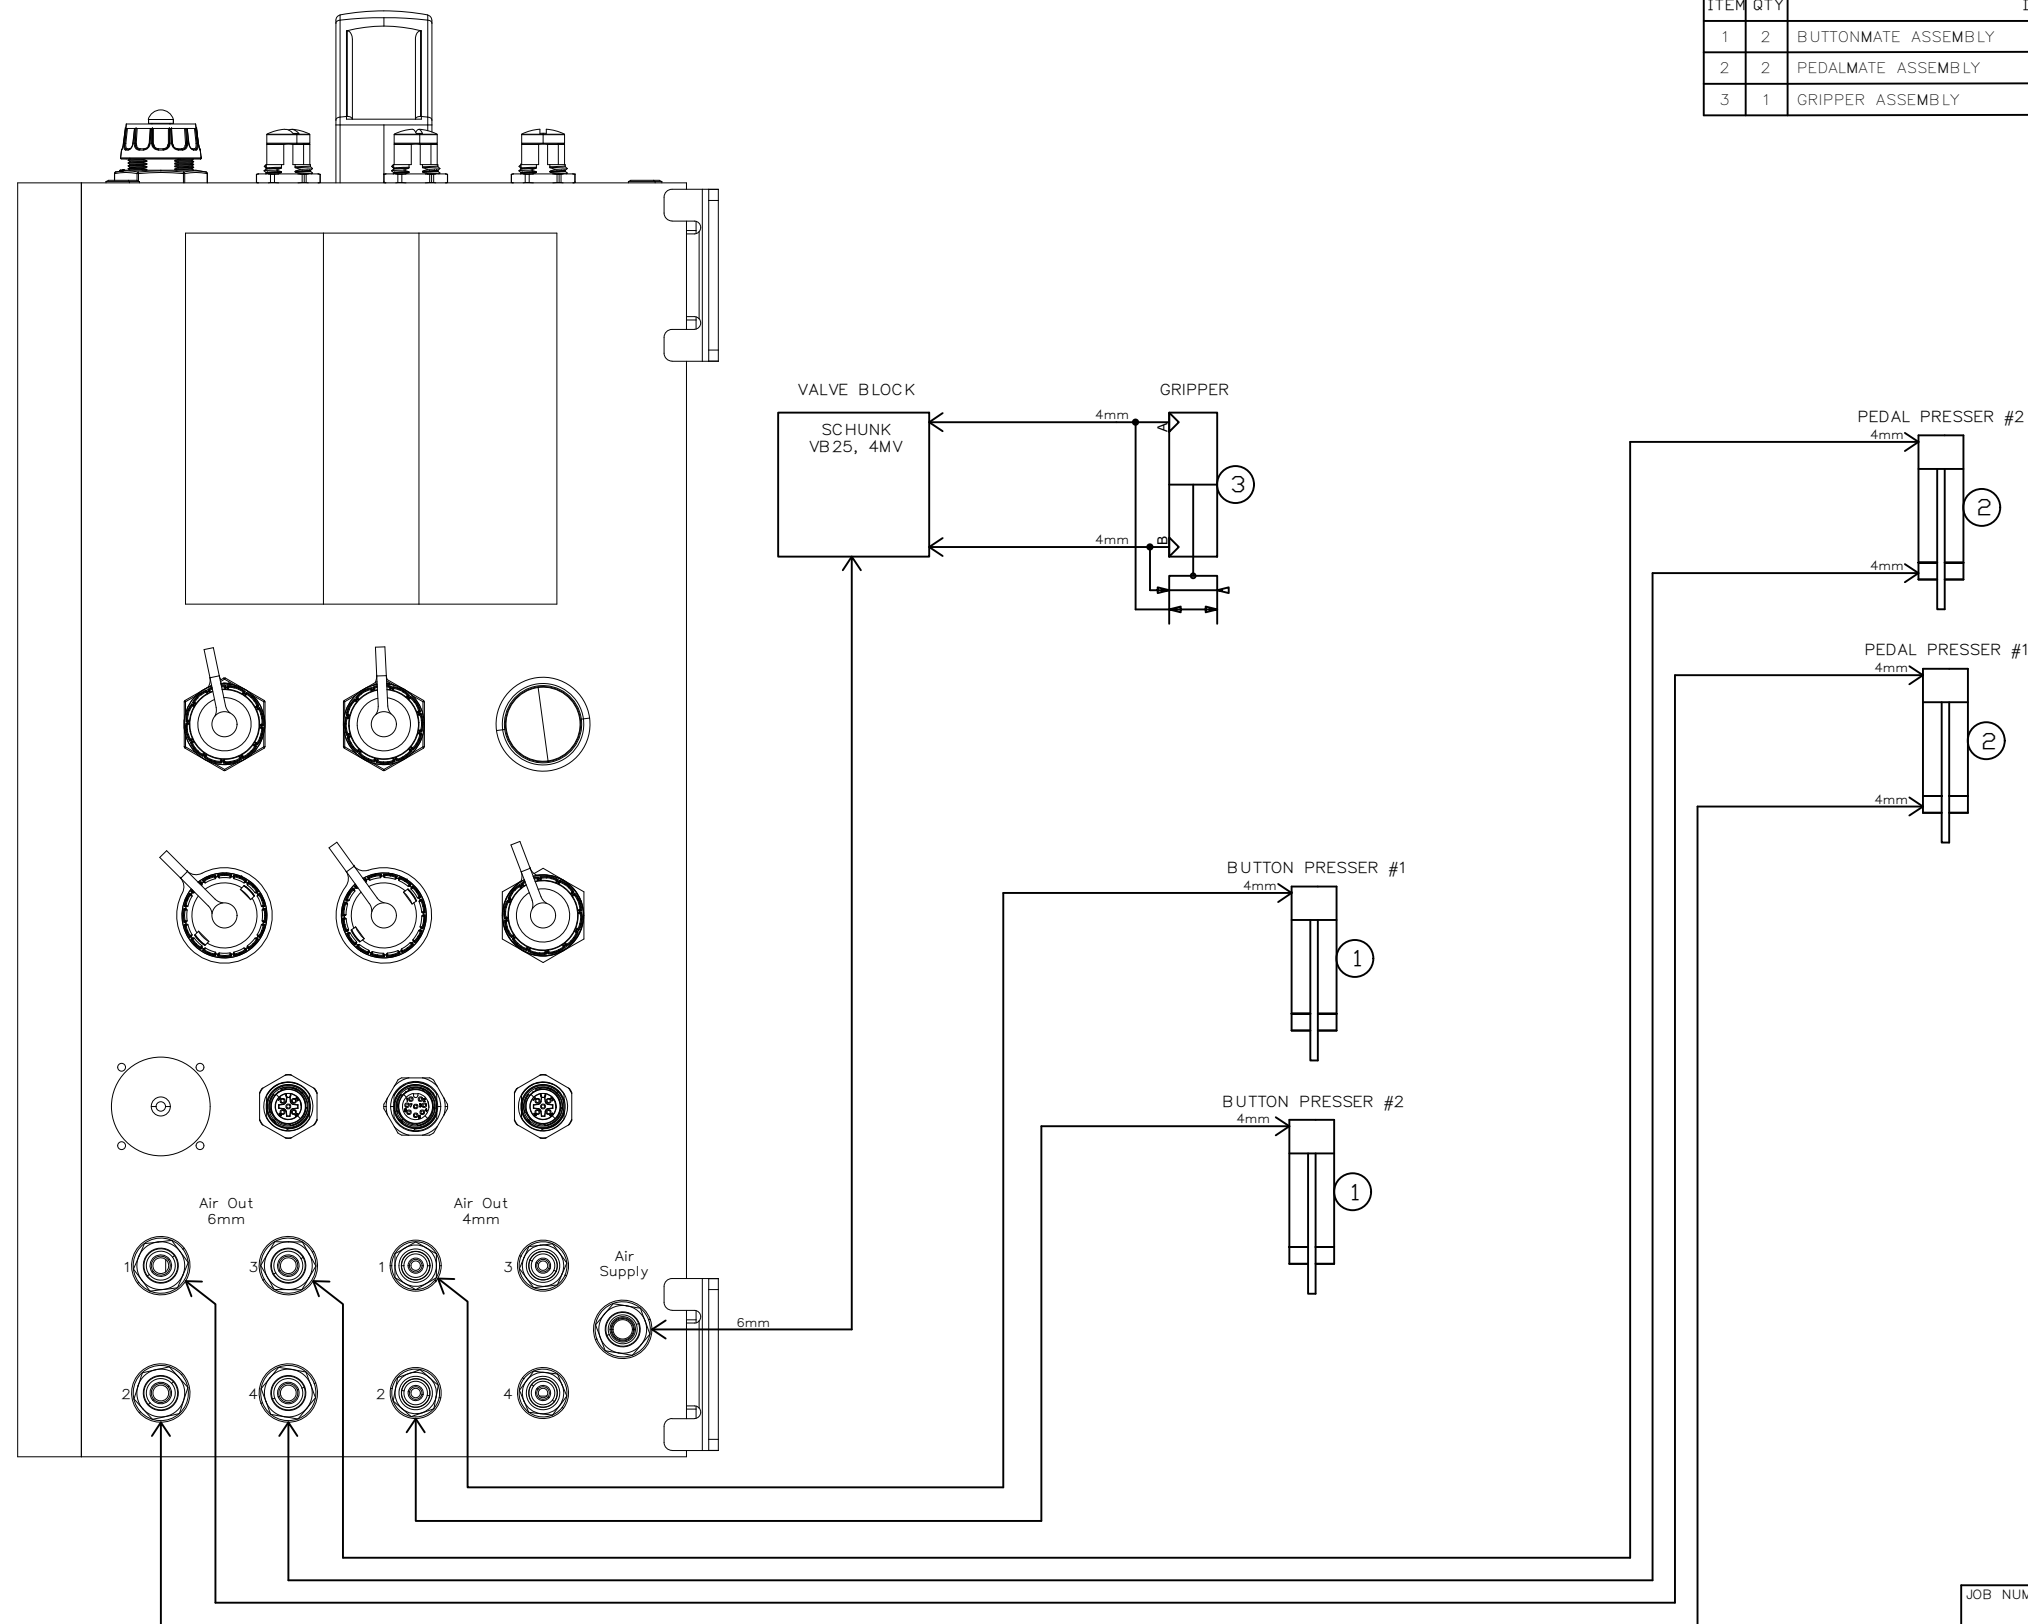 ITEM QTY
1 2 BUTTONMATE ASSEMBLY
2 2 PEDALMATE ASSEMBLY
3 1 GRIPPER ASSEMBLY
VALVE BLOCK
SCHUNK
VB25, 4MV
GRIPPER
4mm
A
3
4mm
B
PEDAL PRESSER #2
4mm
2
4mm
PEDAL PRESSER #1
4mm
2
4mm
BUTTON PRESSER #1
4mm
1
BUTTON PRESSER #2
4mm
1
Air Out
6mm
Air Out
4mm
1
3
1
3
Air
Supply
6mm
2
4
2
4
JOB NUM